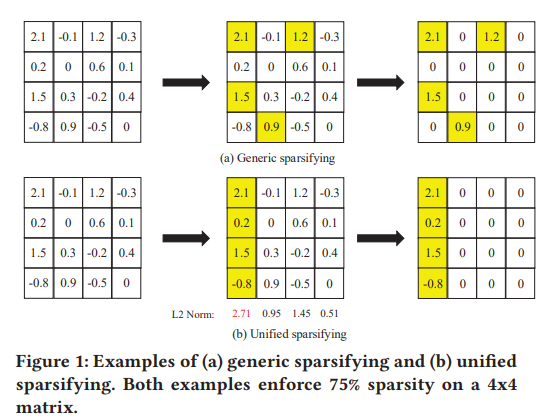 2.1 -0.1 1.2 -0.3 2.1 -0.1 1.2 -0.3 2.1 0 1.2 0
0.2 0 0.6 0.1 0.2 0 0.6 0.1 0 0 0 0
1.5 0.3 -0.2 0.4 1.5 0.3 -0.2 0.4 1.5 0 0 0
-0.8 0.9 -0.5 0 -0.8 0.9 -0.5 0 0 0.9 0 0
(a) Generic sparsifying
2.1 -0.1 1.2 -0.3 2.1 -0.1 1.2 -0.3 2.1 0 0 0
0.2 0 0.6 0.1 0.2 0 0.6 0.1 0.2 0 0 0
1.5 0.3 -0.2 0.4 1.5 0.3 -0.2 0.4 1.5 0 0 0
-0.8 0.9 -0.5 0 -0.8 0.9 -0.5 0 -0.8 0 0 0
L2 Norm: 2.71 0.95 1.45 0.51
(b) Unified sparsifying
Figure 1: Examples of (a) generic sparsifying and (b) unified
sparsifying. Both examples enforce 75% sparsity on a 4x4
matrix.